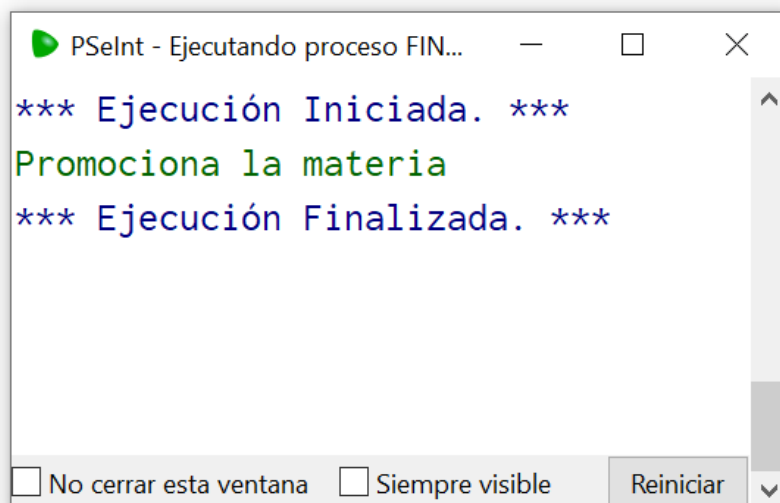 PSeInt - Ejecutando proceso FIN...
*** Ejecución Iniciada. ***
Promociona la materia
*** Ejecución Finalizada. ***
No cerrar esta ventana Siempre visible Reiniciar